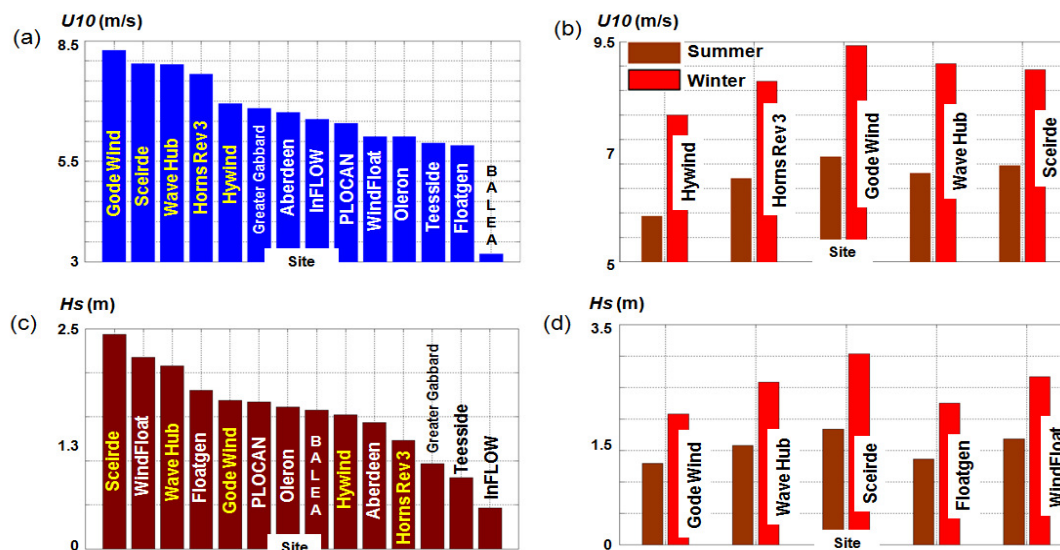 (a)
U10 (m/s)
8.5
6.5
3
Gode Wind
Sceirde
Wave Hub
Horns Rev 3
Hywind
Greater Gabbard
Aberdeen
InFLOW
PLOCAN
WindFloat
Oleron
Teesside
Floatgen
BALEA
Site
(b)
U10 (m/s)
9.5
7
5
Summer
Winter
Hywind
Horns Rev 3
Gode Wind
Wave Hub
Sceirde
Site
(c)
Hs (m)
2.5
1.3
0
Sceirde
WindFloat
Wave Hub
Floatgen
Gode Wind
PLOCAN
Oleron
BALEA
Hywind
Aberdeen
Horns Rev 3
Greater Gabbard
Teesside
InFLOW
Site
(d)
Hs (m)
3.5
1.5
0
Gode Wind
Wave Hub
Sceirde
Floatgen
WindFloat
Site